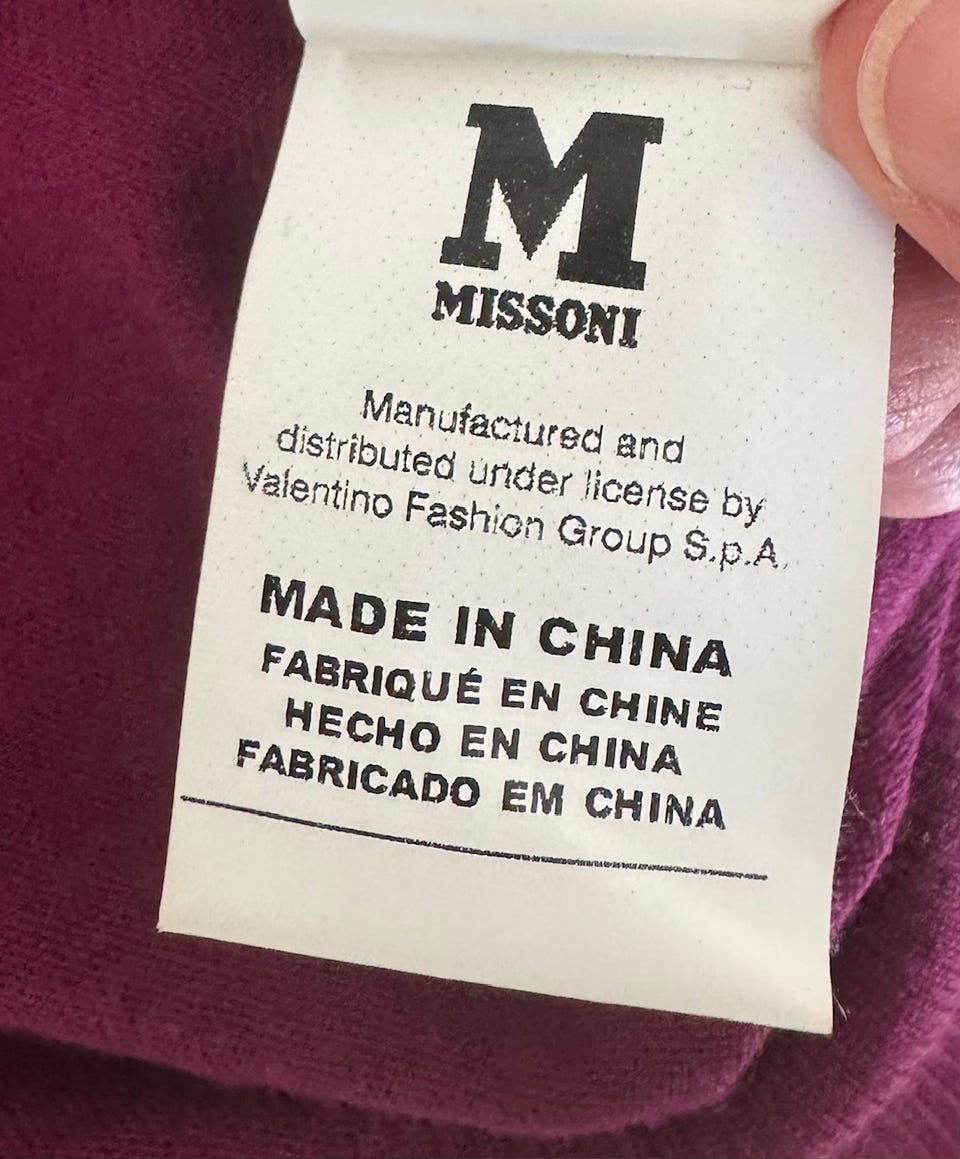 M
MISSONI
Manufactured and
distributed under license by
Valentino Fashion Group S.p.A.
MADE IN CHINA
FABRIQUÉ EN CHINE
HECHO EN CHINA
FABRICADO EM CHINA